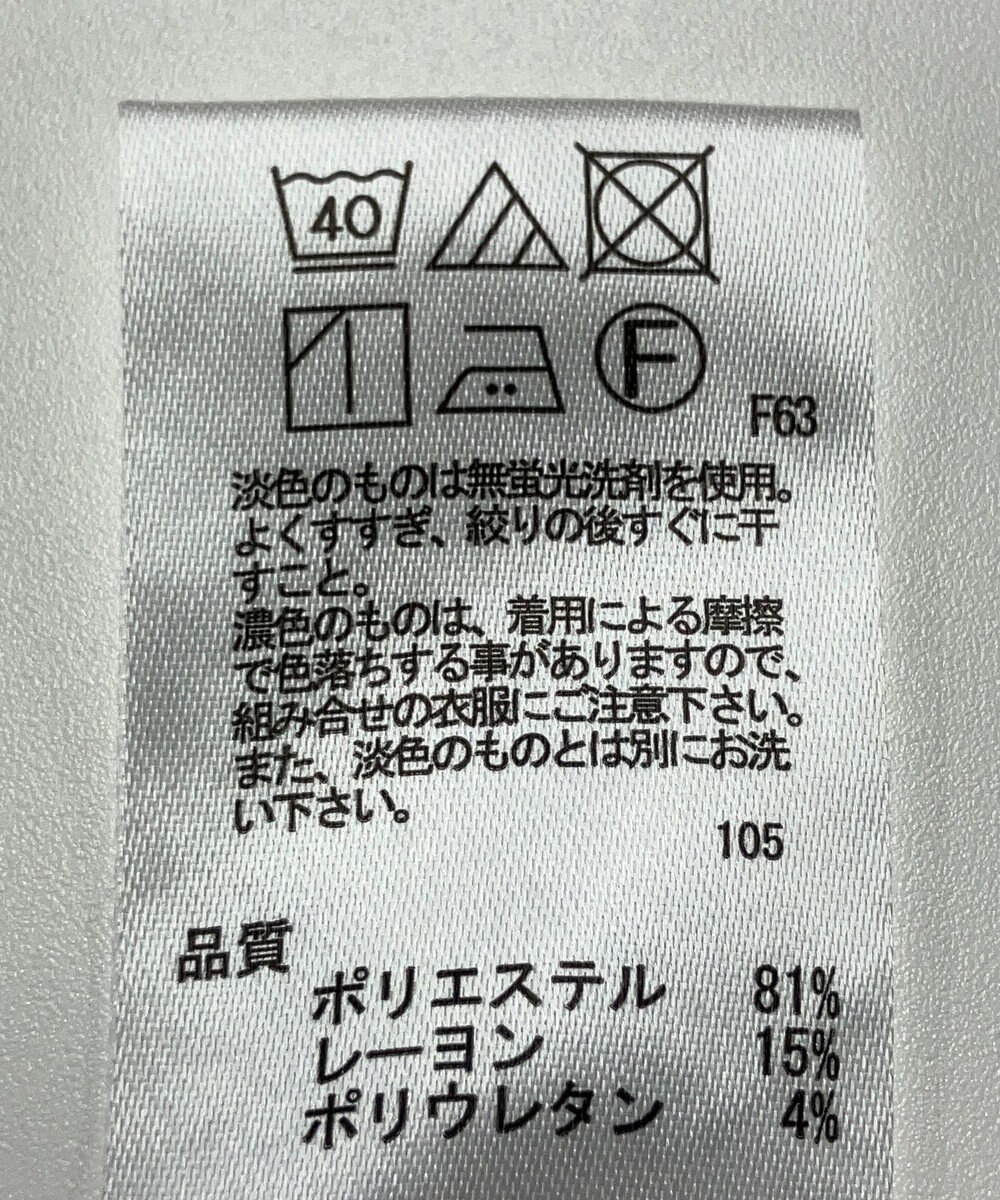 40
F
F63
淡色のものは無蛍光洗剤を使用。
よくすすぎ、絞りの後すぐに干
すこと。
濃色のものは、着用による摩擦
で色落ちする事がありますので、
組み合せの衣服にご注意下さい。
また、淡色のものとは別にお洗
い下さい。
105
品質
ポリエステル 81%
レーヨン 15%
ポリウレタン 4%